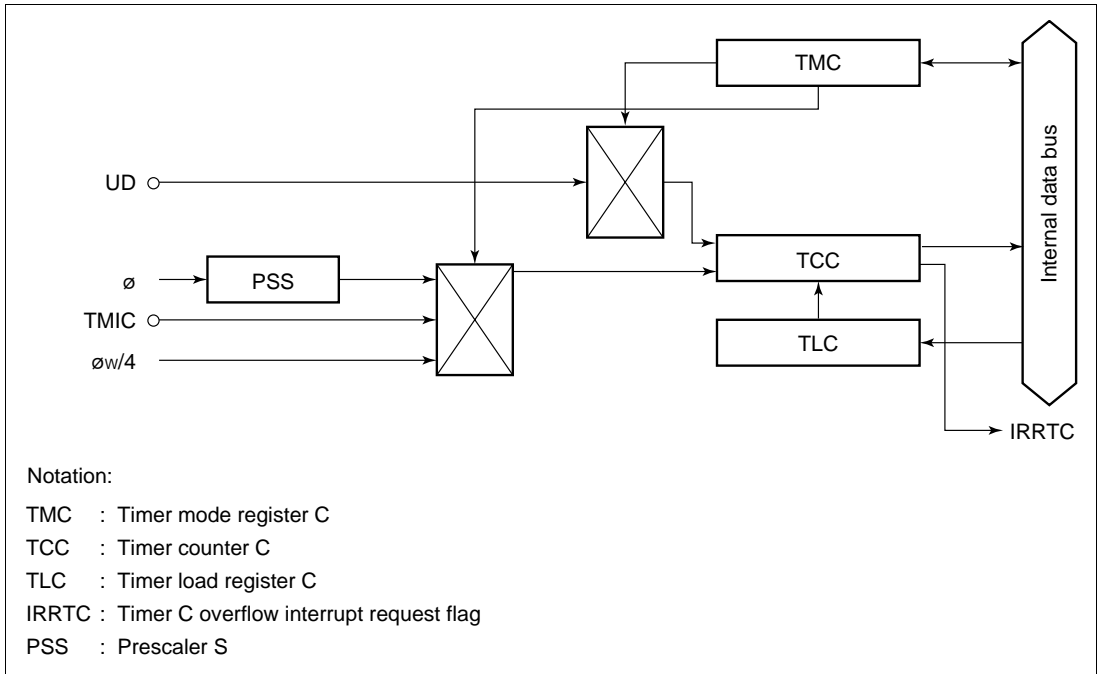 TMC
UD
Internal data bus
TCC
ø
PSS
TMIC
øw/4
TLC
IRRTC
Notation:
TMC : Timer mode register C
TCC : Timer counter C
TLC : Timer load register C
IRRTC : Timer C overflow interrupt request flag
PSS : Prescaler S